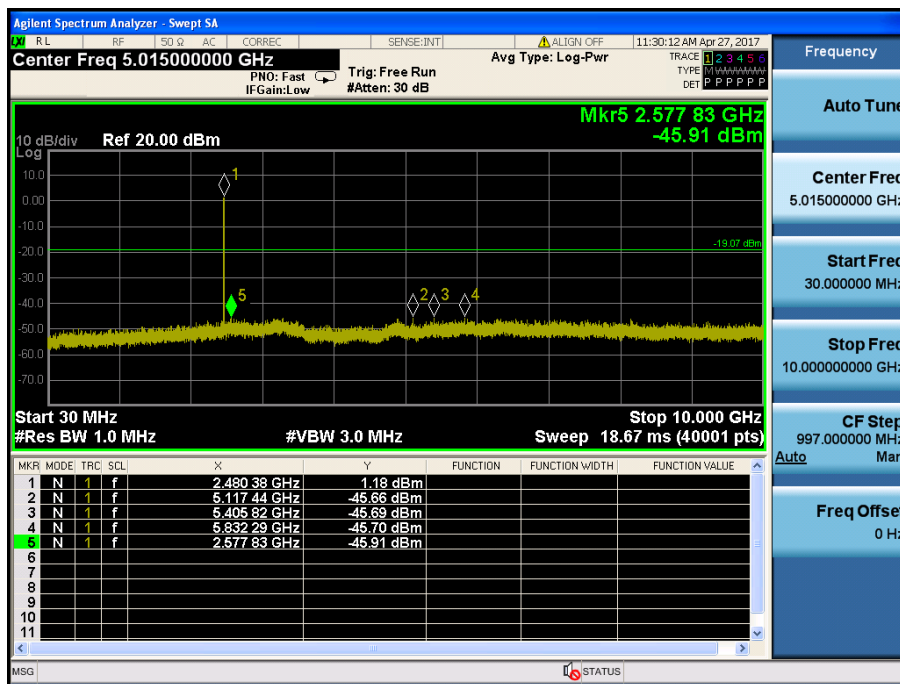 Agilent Spectrum Analyzer - Swept SA
LXI RL RF 50 Ω AC CORREC SENSE:INT ALIGN OFF 11:30:12 AM Apr 27, 2017
Center Freq 5.015000000 GHz
PNO: Fast
IFGain:Low
Trig: Free Run
#Atten: 30 dB
Avg Type: Log-Pwr
TRACE 1 2 3 4 5 6
TYPE M
DET P P P P P P
Mkr5 2.577 83 GHz
-45.91 dBm
10 dB/div Ref 20.00 dBm
Log
10.0
0.00
-10.0
-20.0
-30.0
-40.0
-50.0
-60.0
-70.0
1
-19.07 dBm
5
2 3 4
Start 30 MHz Stop 10.000 GHz
#Res BW 1.0 MHz #VBW 3.0 MHz Sweep 18.67 ms (40001 pts)
MKR MODE TRC SCL X Y FUNCTION FUNCTION WIDTH FUNCTION VALUE
1 N 1 f 2.480 38 GHz 1.18 dBm
2 N 1 f 5.117 44 GHz -45.66 dBm
3 N 1 f 5.405 82 GHz -45.69 dBm
4 N 1 f 5.832 29 GHz -45.70 dBm
5 N 1 f 2.577 83 GHz -45.91 dBm
6
7
8
9
10
11
MSG STATUS
Frequency
Auto Tune
Center Freq
5.015000000 GHz
Start Freq
30.000000 MHz
Stop Freq
10.000000000 GHz
CF Step
997.000000 MHz
Auto Man
Freq Offset
0 Hz